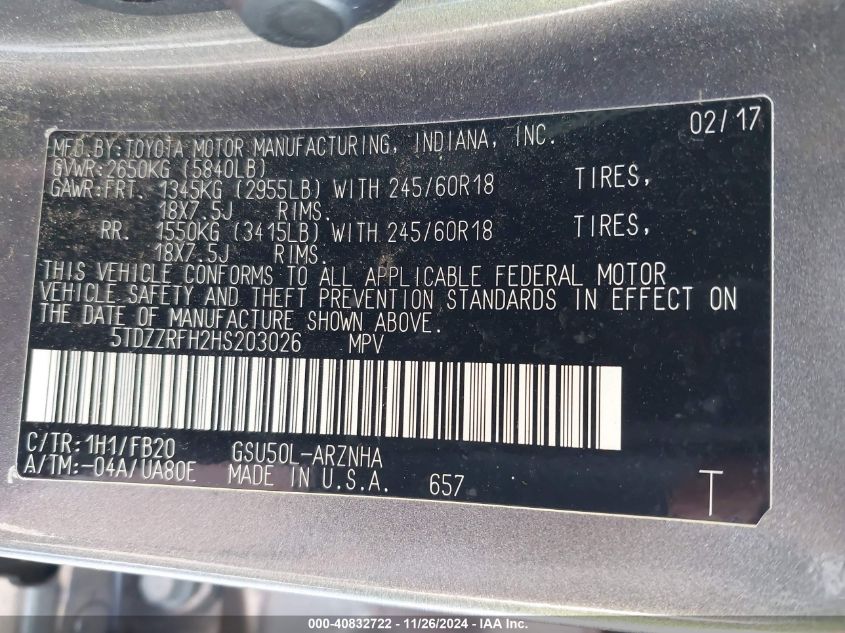 02/17
MFD.BY:TOYOTA MOTOR MANUFACTURING, INDIANA, INC.
GVWR:2650KG (5840LB)
GAWR:FRT. 1345KG (2955LB) WITH 245/60R18 TIRES,
18X7.5J RIMS.
RR. 1550KG (3415LB) WITH 245/60R18 TIRES,
18X7.5J RIMS.
THIS VEHICLE CONFORMS TO ALL APPLICABLE FEDERAL MOTOR
VEHICLE SAFETY AND THEFT PREVENTION STANDARDS IN EFFECT ON
THE DATE OF MANUFACTURE SHOWN ABOVE.
5TDZZRFH2HS203026 MPV
C/TR:1H1/FB20 GSU50L-ARZNHA
A/TM:-04A/UA80E MADE IN U.S.A. 657 T
000-40832722 - 11/26/2024 - IAA Inc.